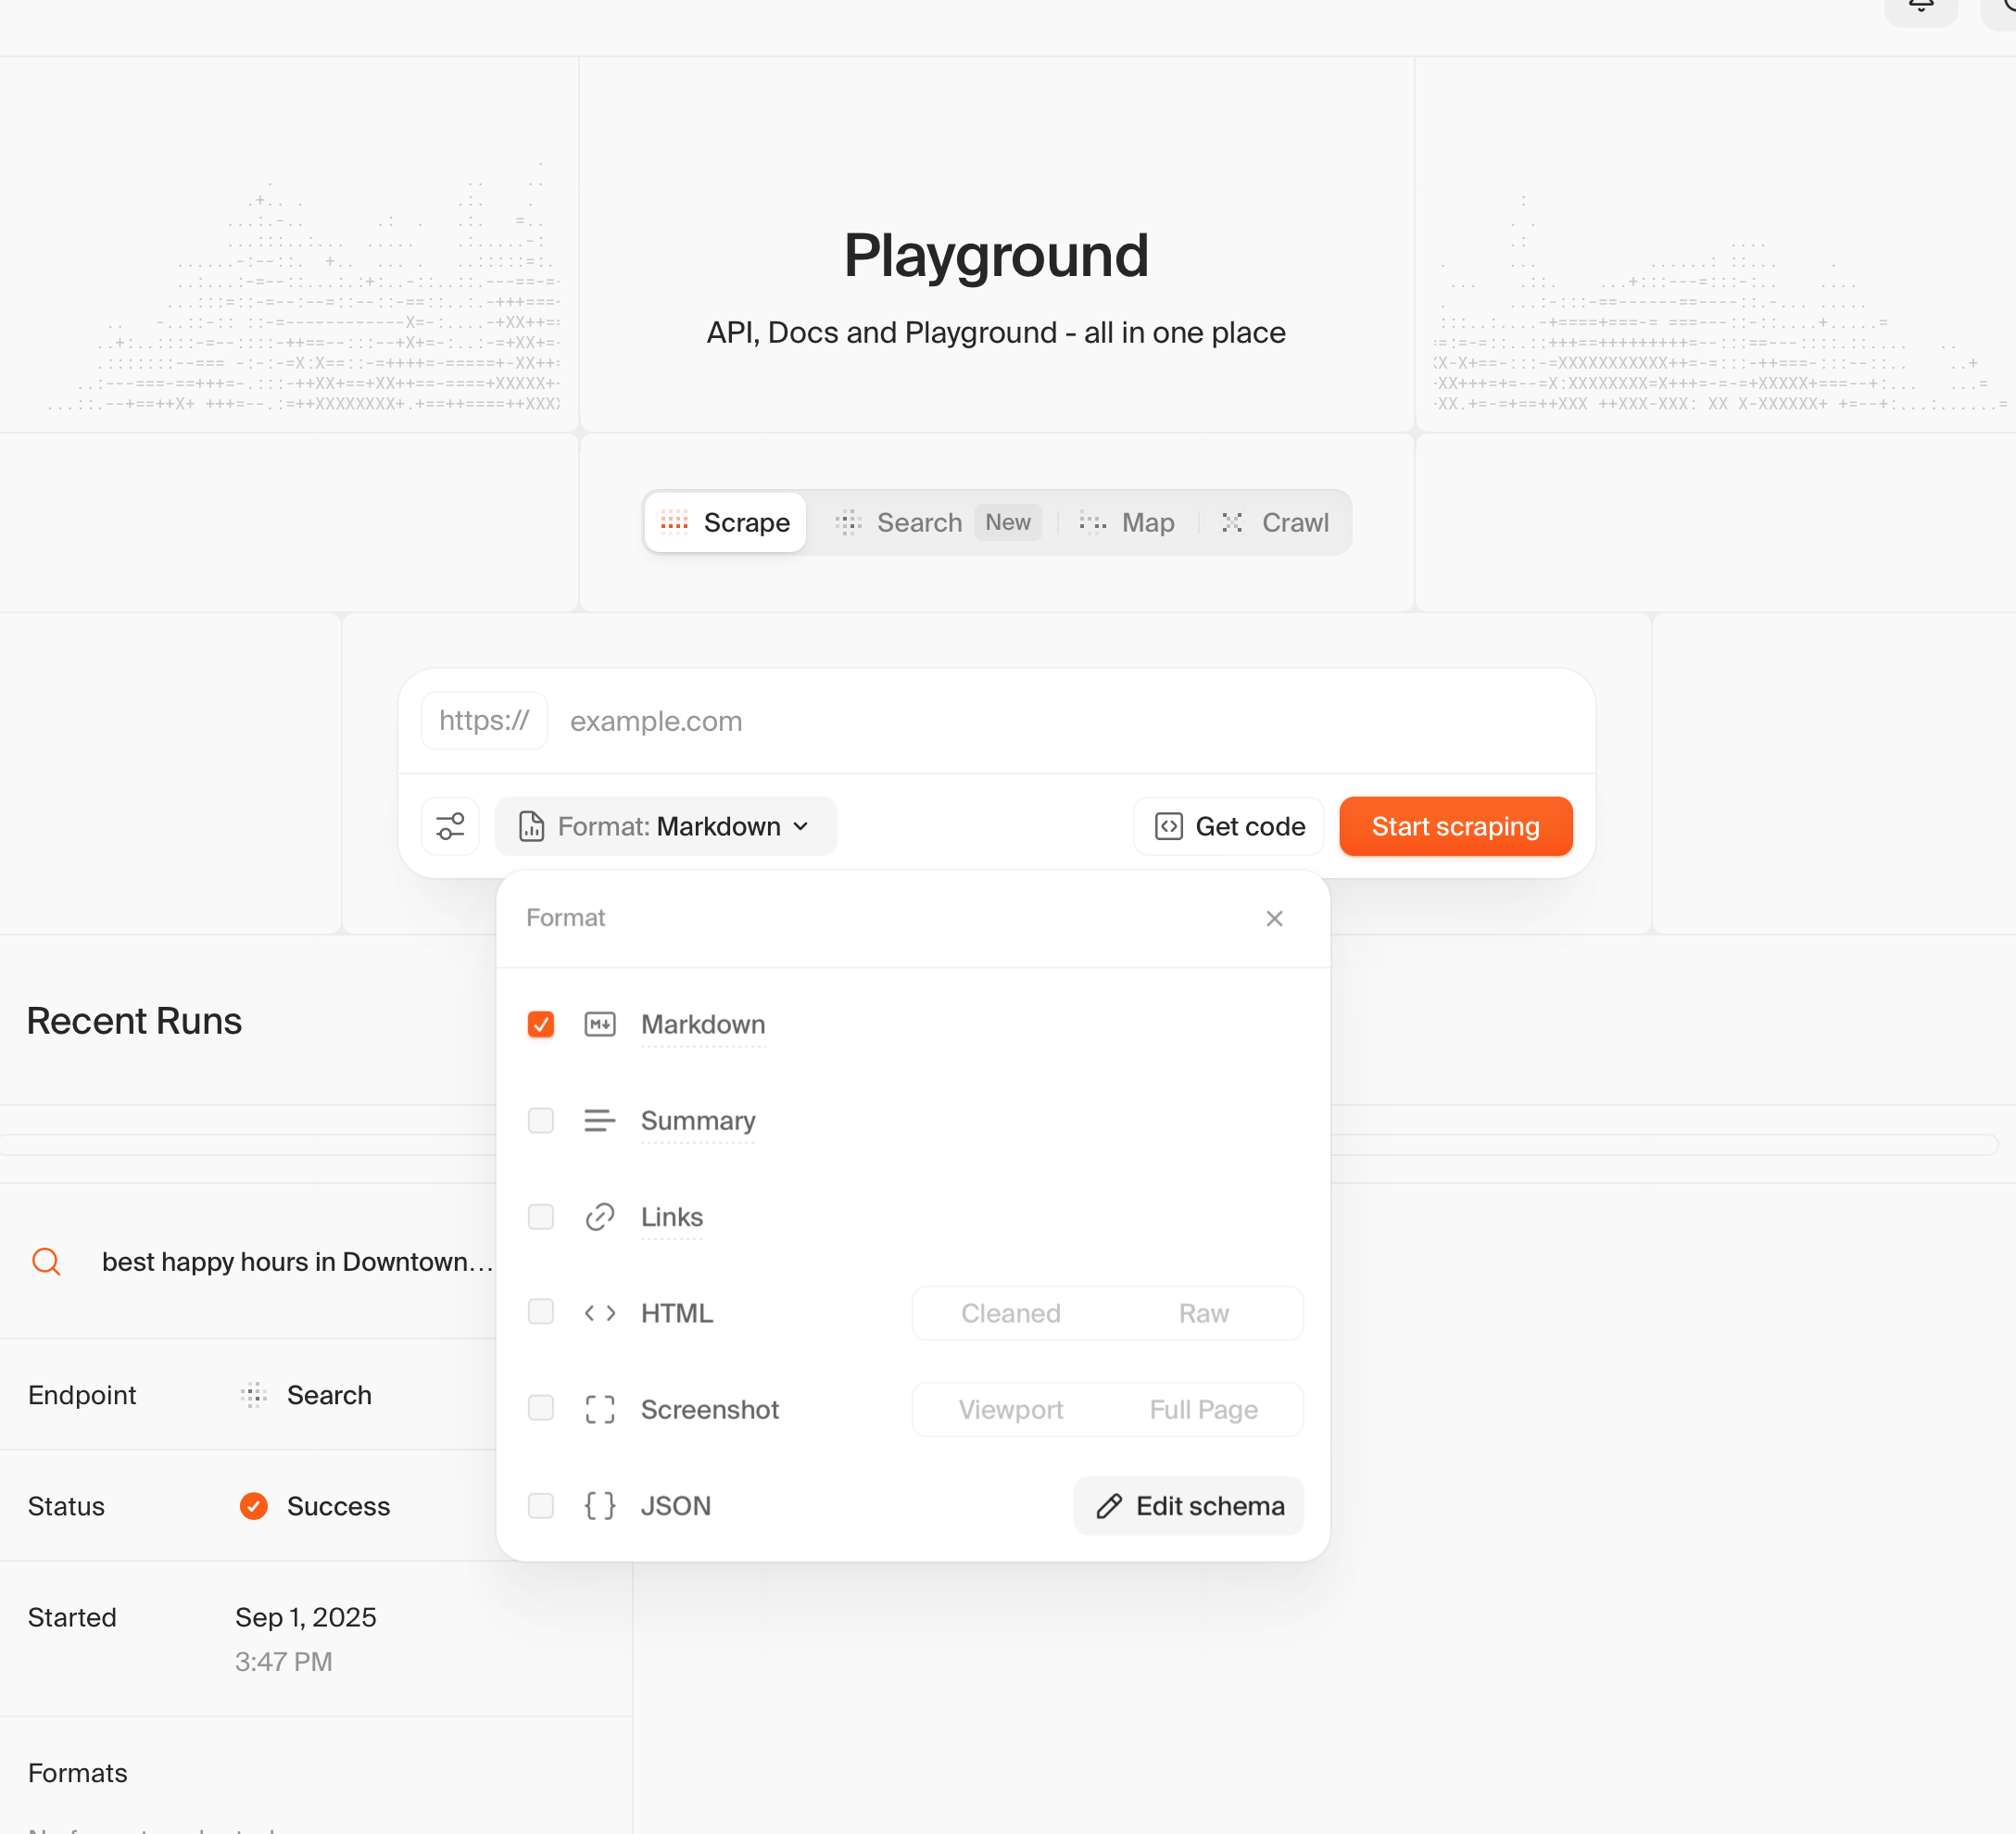 Playground
API, Docs and Playground - all in one place
Scrape
Search
New
Map
Crawl
https://
example.com
Format: Markdown
Get code
Start scraping
Format
Markdown
Summary
Links
HTML
Cleaned
Raw
Screenshot
Viewport
Full Page
JSON
Edit schema
Recent Runs
best happy hours in Downtown...
Endpoint
Search
Status
Success
Started
Sep 1, 2025
3:47 PM
Formats